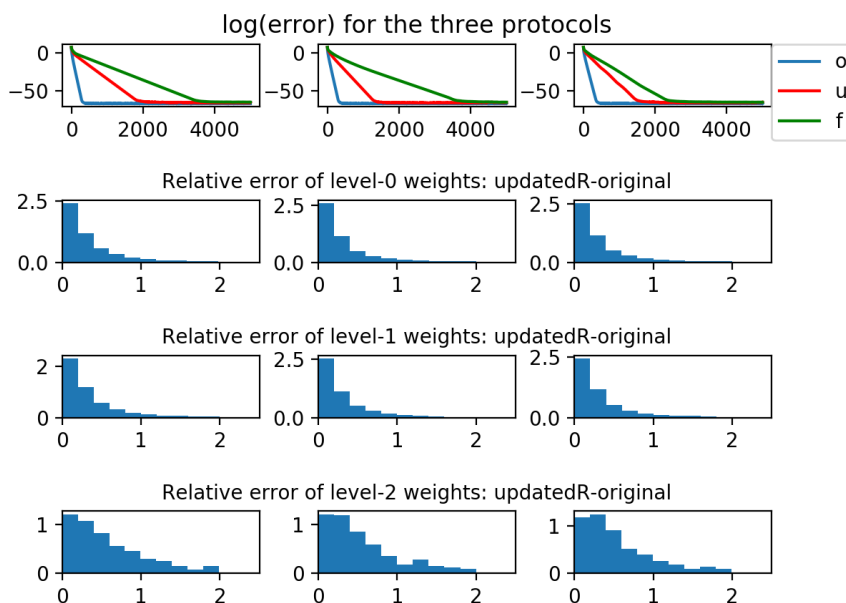 log(error) for the three protocols
0
−50
0 2000 4000
0
−50
0 2000 4000
0
−50
0 2000 4000
o
u
f
Relative error of level-0 weights: updatedR-original
2.5
0.0
0 1 2
2.5
0.0
0 1 2
2.5
0.0
0 1 2
Relative error of level-1 weights: updatedR-original
2
0
0 1 2
2.5
0.0
0 1 2
2.5
0.0
0 1 2
Relative error of level-2 weights: updatedR-original
1
0
0 1 2
1
0
0 1 2
1
0
0 1 2